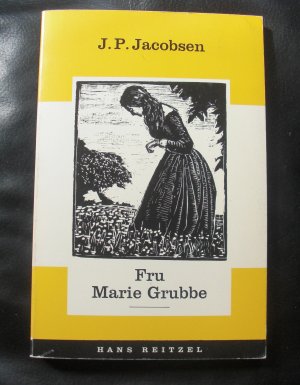 J. P. Jacobsen
Fru
Marie Grubbe
HANS REITZEL